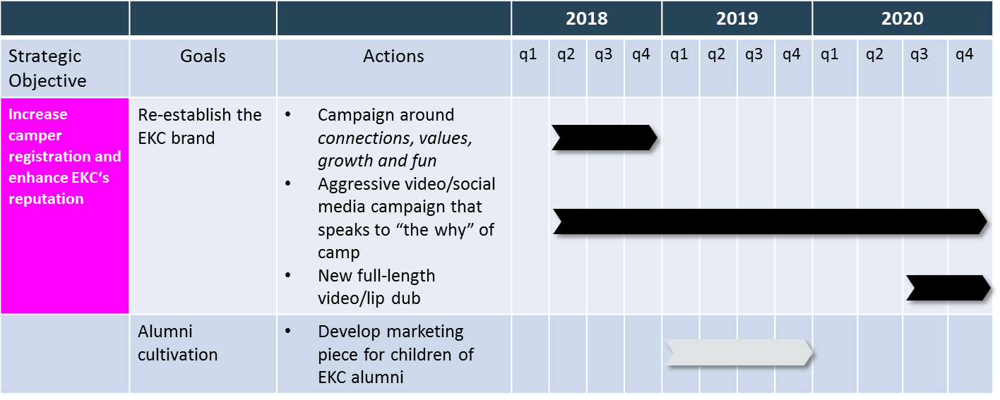 2018 2019 2020
Strategic Objective Goals Actions q1 q2 q3 q4 q1 q2 q3 q4 q1 q2 q3 q4
Increase
camper
registration and
enhance EKC‘s
reputation
Re-establish the
EKC brand
• Campaign around
connections, values,
growth and fun
• Aggressive video/social
media campaign that
speaks to “the why” of
camp
• New full-length
video/lip dub
Alumni
cultivation
• Develop marketing
piece for children of
EKC alumni